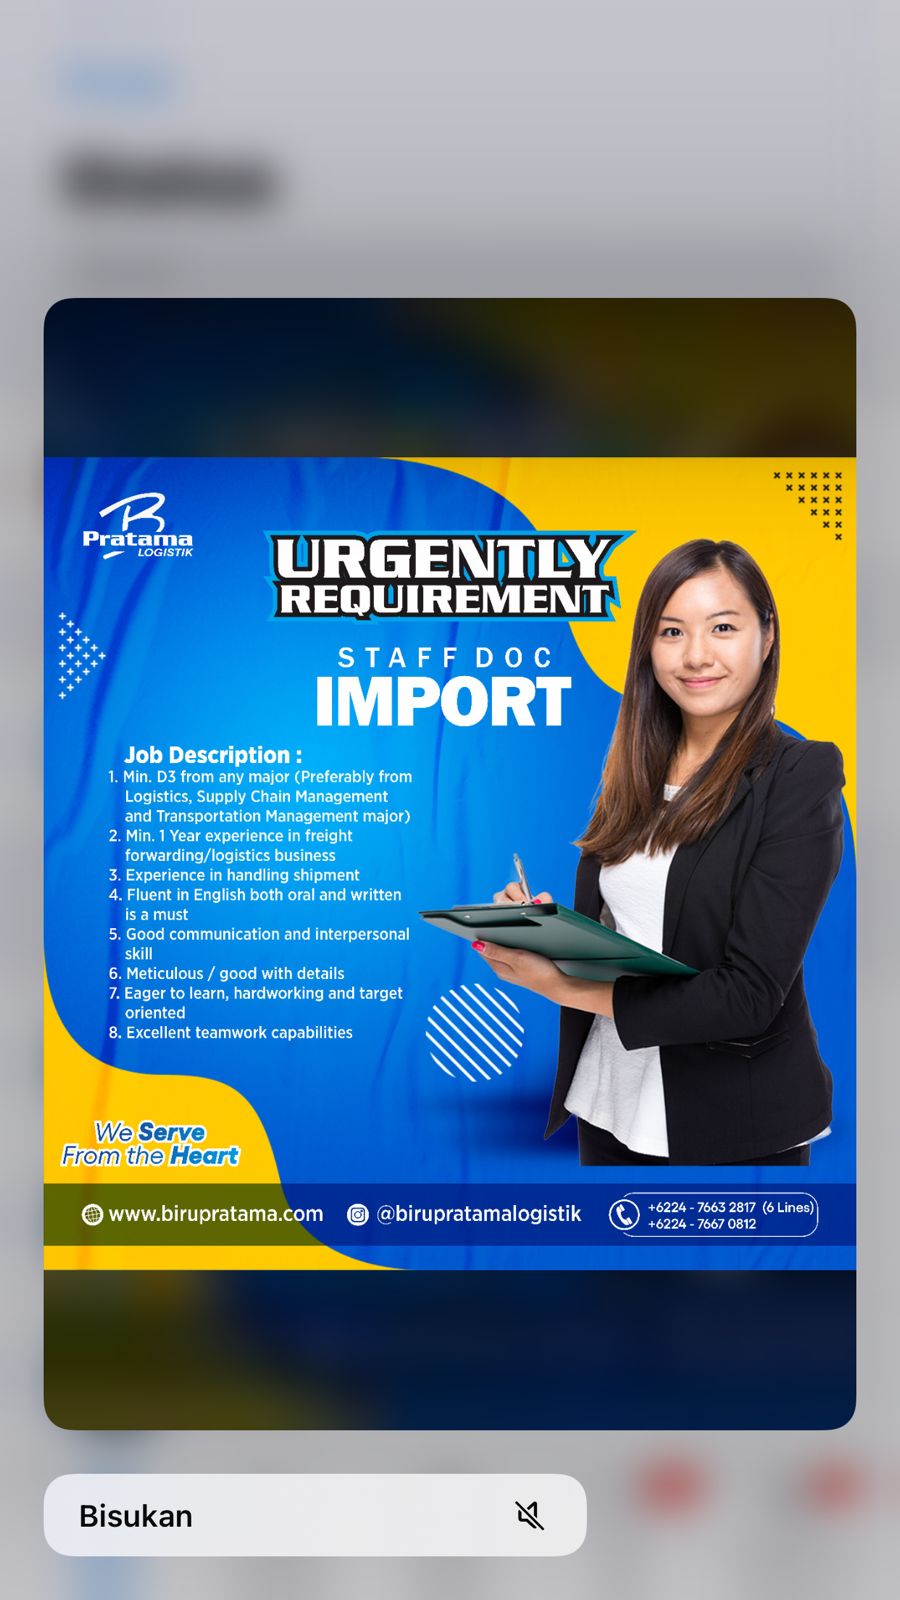 B
Pratama
LOGISTIK
URGENTLY
REQUIREMENT
STAFF DOC
IMPORT
Job Description :
1. Min. D3 from any major (Preferably from
Logistics, Supply Chain Management
and Transportation Management major)
2. Min. 1 Year experience in freight
forwarding/logistics business
3. Experience in handling shipment
4. Fluent in English both oral and written
is a must
5. Good communication and interpersonal
skill
6. Meticulous / good with details
7. Eager to learn, hardworking and target
oriented
8. Excellent teamwork capabilities
We Serve
From the Heart
www.birupratama.com
@birupratamalogistik
+6224 - 7663 2817 (6 Lines)
+6224 - 7667 0812
Bisukan